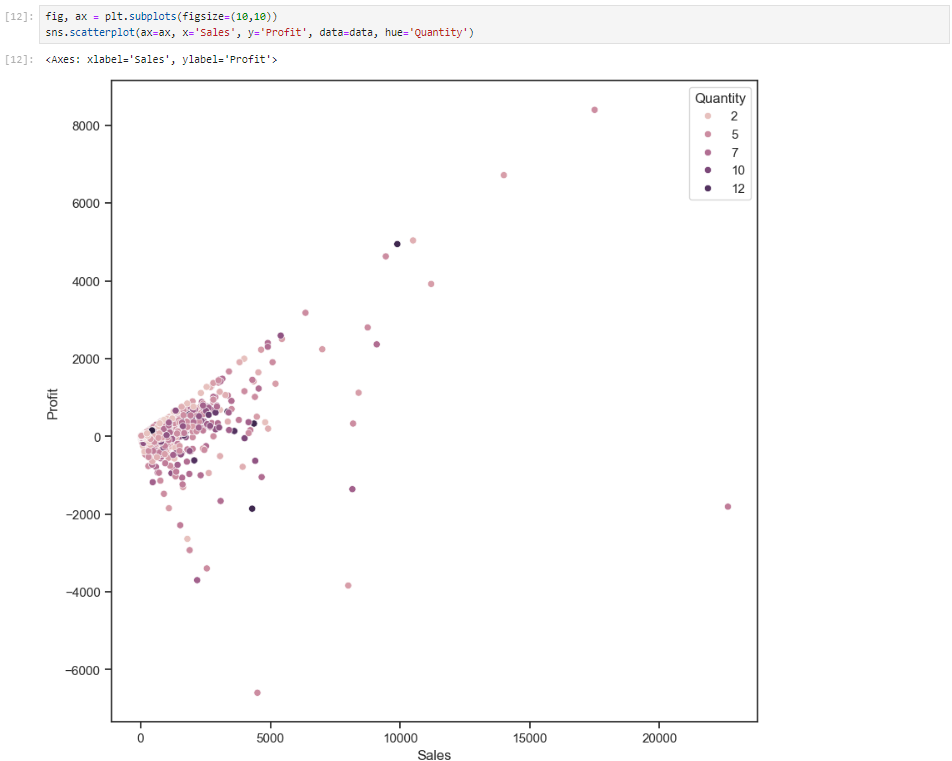 [12]: fig, ax = plt.subplots(figsize=(10,10))
sns.scatterplot(ax=ax, x='Sales', y='Profit', data=data, hue='Quantity')
[12]: <Axes: xlabel='Sales', ylabel='Profit'>
Quantity
2
5
7
10
12
8000
6000
4000
2000
0
−2000
−4000
−6000
Profit
0 5000 10000 15000 20000
Sales